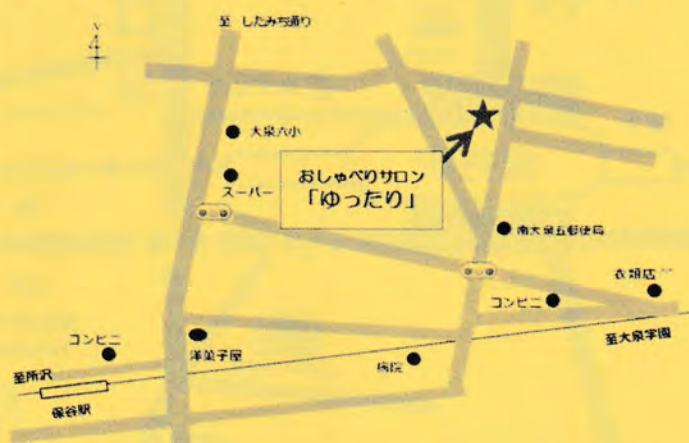 至 したみち通り
N
大泉六小
スーパー
おしゃべりサロン
「ゆったり」
南大泉五郵便局
衣類店
コンビニ
至大泉学園
コンビニ
洋菓子屋
病院
至所沢
保谷駅